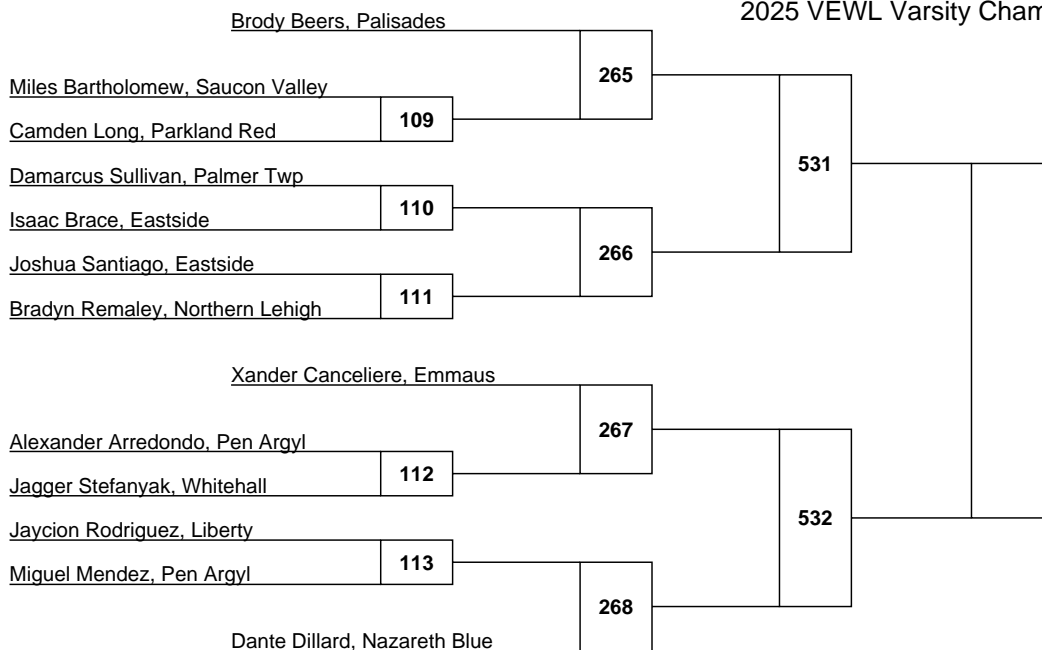 2025 VEWL Varsity Cham
Brody Beers, Palisades
265
Miles Bartholomew, Saucon Valley
109
Camden Long, Parkland Red
531
Damarcus Sullivan, Palmer Twp
110
Isaac Brace, Eastside
266
Joshua Santiago, Eastside
111
Bradyn Remaley, Northern Lehigh
Xander Canceliere, Emmaus
267
Alexander Arredondo, Pen Argyl
112
Jagger Stefanyak, Whitehall
532
Jaycion Rodriguez, Liberty
113
Miguel Mendez, Pen Argyl
268
Dante Dillard, Nazareth Blue